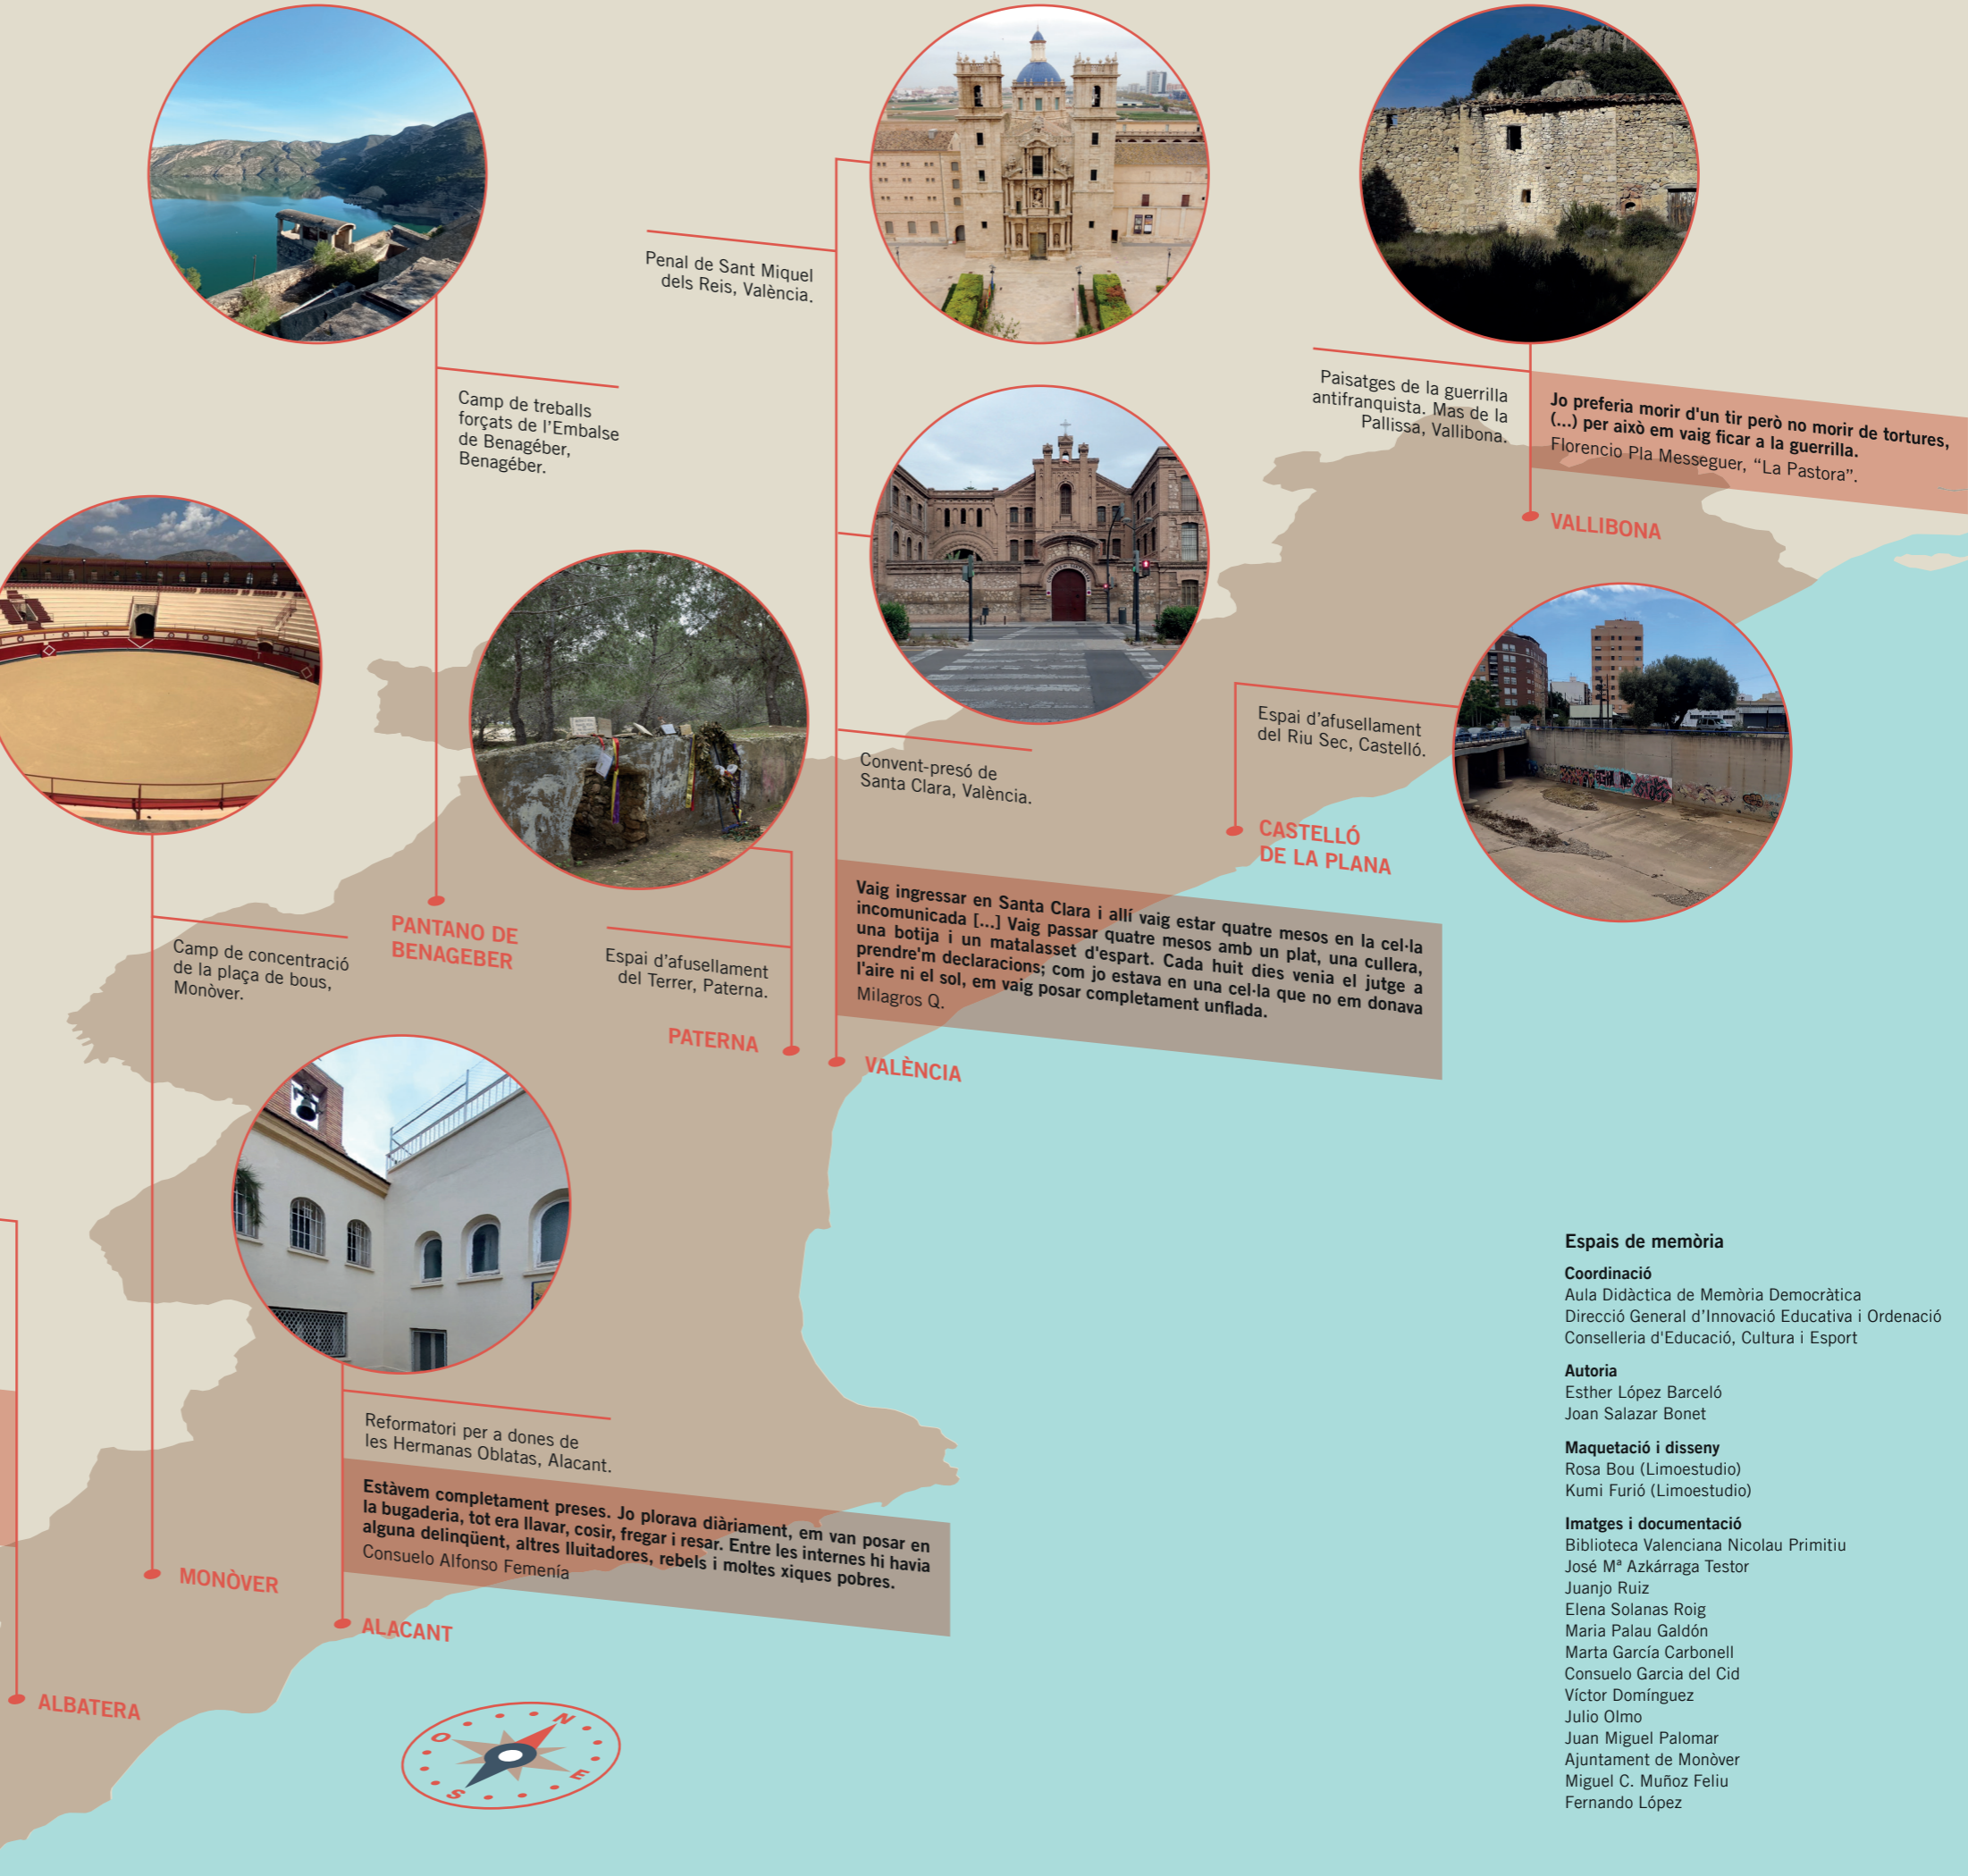 Penal de Sant Miquel
dels Reis, València.
Camp de treballs
forçats de l'Embalse
de Benagéber,
Benagéber.
Paisatges de la guerrilla
antifranquista. Mas de la
Pallissa, Vallibona.
Jo preferia morir d'un tir però no morir de tortures,
(...) per això em vaig ficar a la guerrilla.
Florencio Pla Messeguer, “La Pastora”.
VALLIBONA
Espai d'afusellament
del Riu Sec, Castelló.
CASTELLÓ
DE LA PLANA
Convent-presó de
Santa Clara, València.
Vaig ingressar en Santa Clara i allí vaig estar quatre mesos en la cel·la
incomunicada [...] Vaig passar quatre mesos amb un plat, una cullera,
una botija i un matalasset d'espart. Cada huit dies venia el jutge a
prendre'm declaracions; com jo estava en una cel·la que no em donava
l'aire ni el sol, em vaig posar completament unflada.
Milagros Q.
VALÈNCIA
PANTANO DE
BENAGEBER
Camp de concentració
de la plaça de bous,
Monòver.
Espai d'afusellament
del Terrer, Paterna.
PATERNA
Reformatori per a dones de
les Hermanas Oblatas, Alacant.
Estàvem completament preses. Jo plorava diàriament, em van posar en
la bugaderia, tot era llavar, cosir, fregar i resar. Entre les internes hi havia
alguna delinqüent, altres lluitadores, rebels i moltes xiques pobres.
Consuelo Alfonso Femenía
MONÒVER
ALACANT
ALBATERA
N
O
E
S
Espais de memòria
Coordinació
Aula Didàctica de Memòria Democràtica
Direcció General d'Innovació Educativa i Ordenació
Conselleria d'Educació, Cultura i Esport
Autoria
Esther López Barceló
Joan Salazar Bonet
Maquetació i disseny
Rosa Bou (Limoestudio)
Kumi Furió (Limoestudio)
Imatges i documentació
Biblioteca Valenciana Nicolau Primitiu
José Mª Azkárraga Testor
Juanjo Ruiz
Elena Solanas Roig
Maria Palau Galdón
Marta García Carbonell
Consuelo Garcia del Cid
Víctor Domínguez
Julio Olmo
Juan Miguel Palomar
Ajuntament de Monòver
Miguel C. Muñoz Feliu
Fernando López